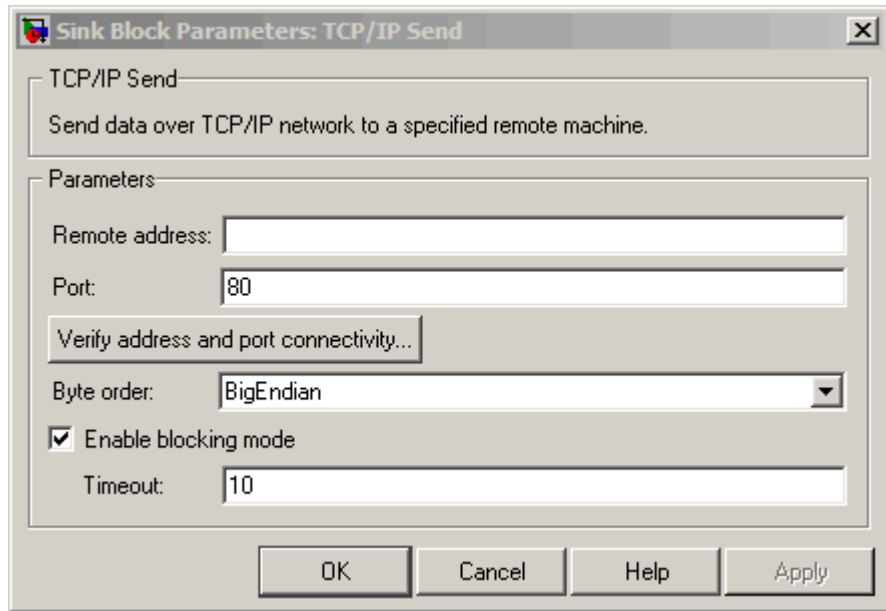 Sink Block Parameters: TCP/IP Send
TCP/IP Send
Send data over TCP/IP network to a specified remote machine.
Parameters
Remote address:
Port: 80
Verify address and port connectivity...
Byte order: BigEndian
Enable blocking mode
Timeout: 10
OK Cancel Help Apply